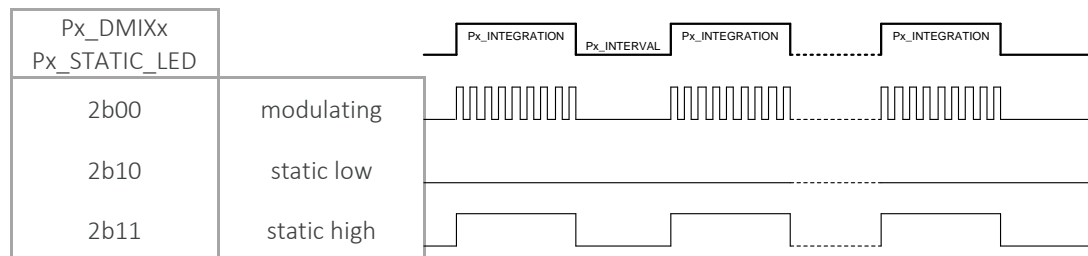 Px_DMIXx
Px_STATIC_LED
Px_INTEGRATION
Px_INTERVAL
Px_INTEGRATION
Px_INTEGRATION
2b00 modulating
2b10 static low
2b11 static high